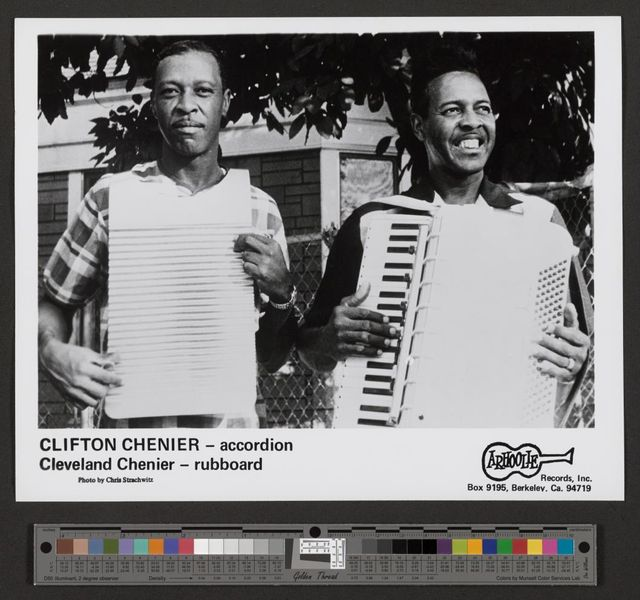 CLIFTON CHENIER – accordion
Cleveland Chenier – rubboard
Photo by Chris Strachwitz
ARHOOLIE
Records, Inc.
Box 9195, Berkeley, Ca. 94719
D50 Illuminant, 2 degree observer
Density
Golden Thread
Colors by Munsell Color Services Lab